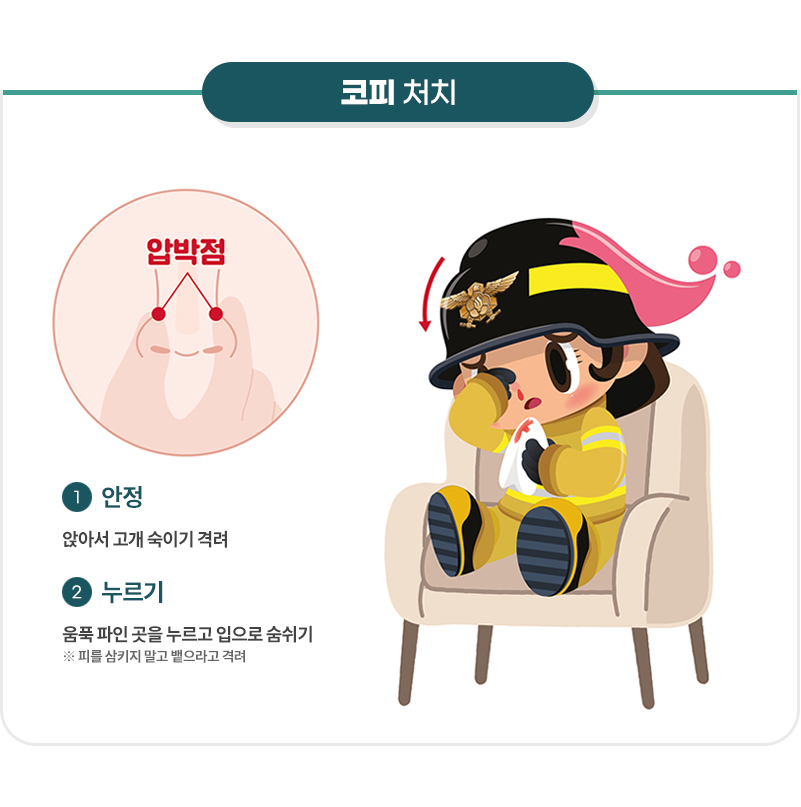 코피 처치
압박점
1 안정
앉아서 고개 숙이기 격려
2 누르기
움푹 파인 곳을 누르고 입으로 숨쉬기
※ 피를 삼키지 말고 뱉으라고 격려